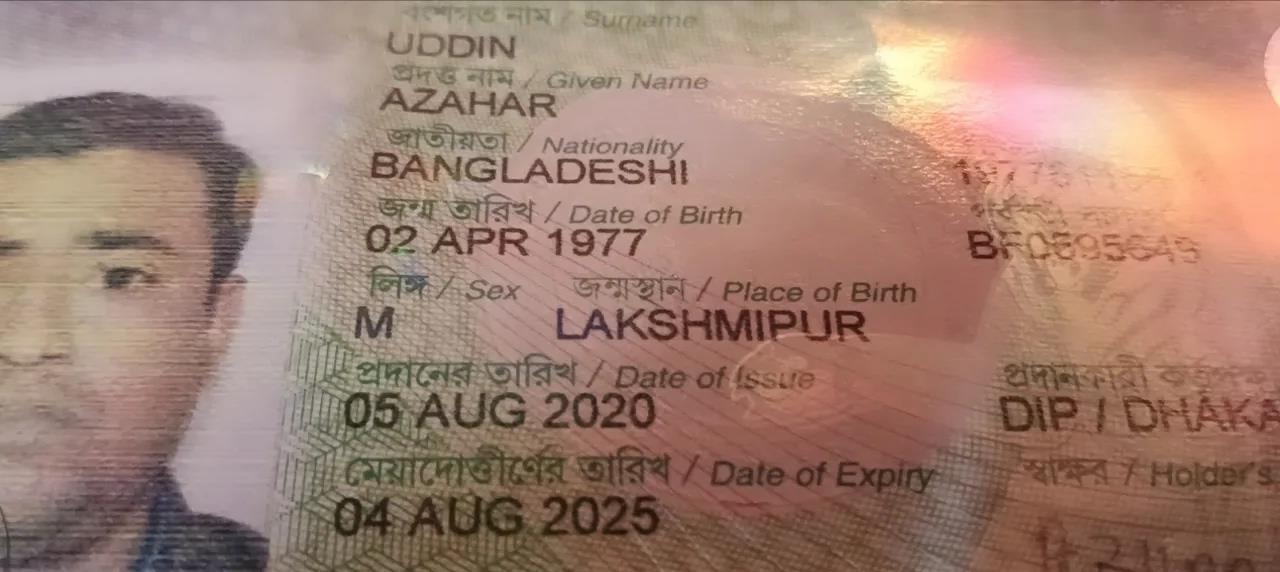 বংশগত নাম / Surname
UDDIN
প্রদত্ত নাম / Given Name
AZAHAR
জাতীয়তা / Nationality
BANGLADESHI
জন্ম তারিখ / Date of Birth
02 APR 1977
লিঙ্গ / Sex জন্মস্থান / Place of Birth
M LAKSHMIPUR
প্রদানের তারিখ / Date of Issue
05 AUG 2020 DIP / DHAKA
মেয়াদোত্তীর্ণের তারিখ / Date of Expiry স্বাক্ষর / Holder's
04 AUG 2025